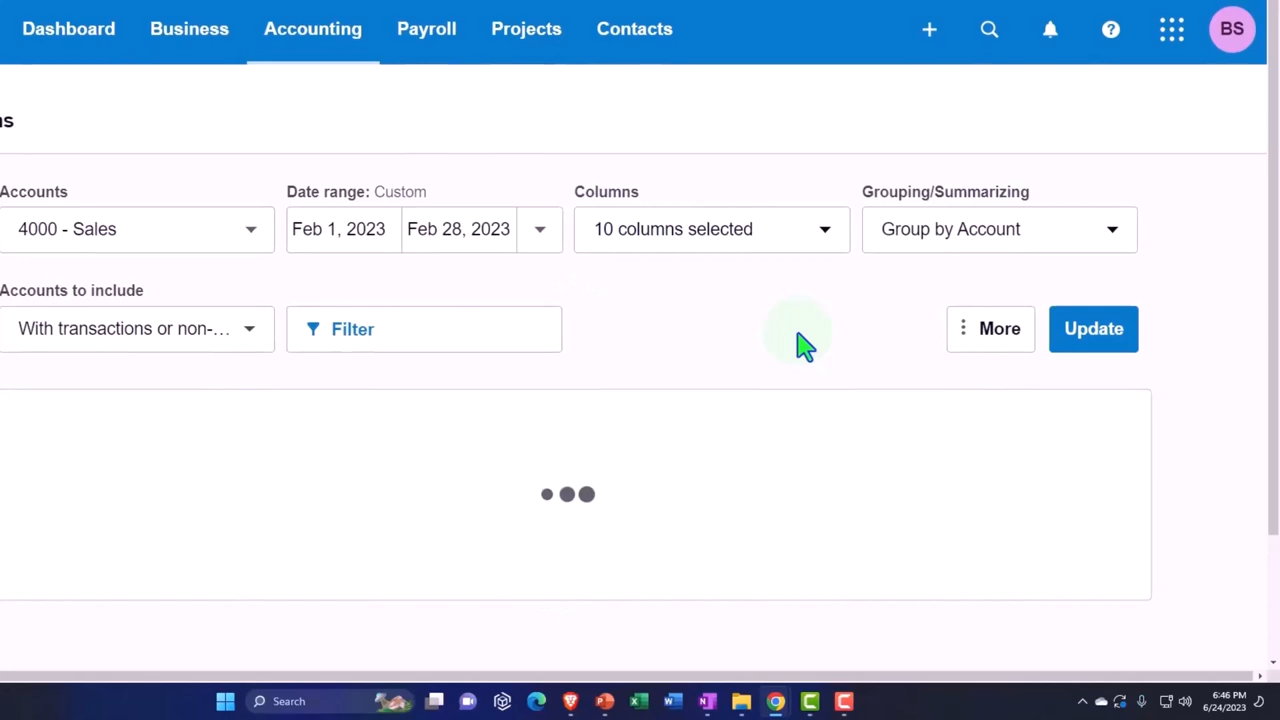 Dashboard Business Accounting Payroll Projects Contacts BS
ns
Accounts Date range: Custom Columns Grouping/Summarizing
4000 - Sales Feb 1, 2023 Feb 28, 2023 10 columns selected Group by Account
Accounts to include
With transactions or non-... Filter More Update
Search 6:46 PM
6/24/2023